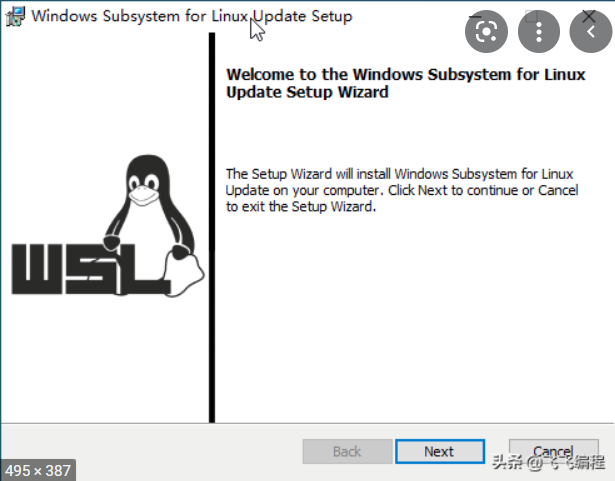 Windows Subsystem for Linux Update Setup
Welcome to the Windows Subsystem for Linux
Update Setup Wizard
The Setup Wizard will install Windows Subsystem for Linux
Update on your computer. Click Next to continue or Cancel
to exit the Setup Wizard.
WSL
Back
Next
Cancel
头条 @飞飞编程
495 × 387